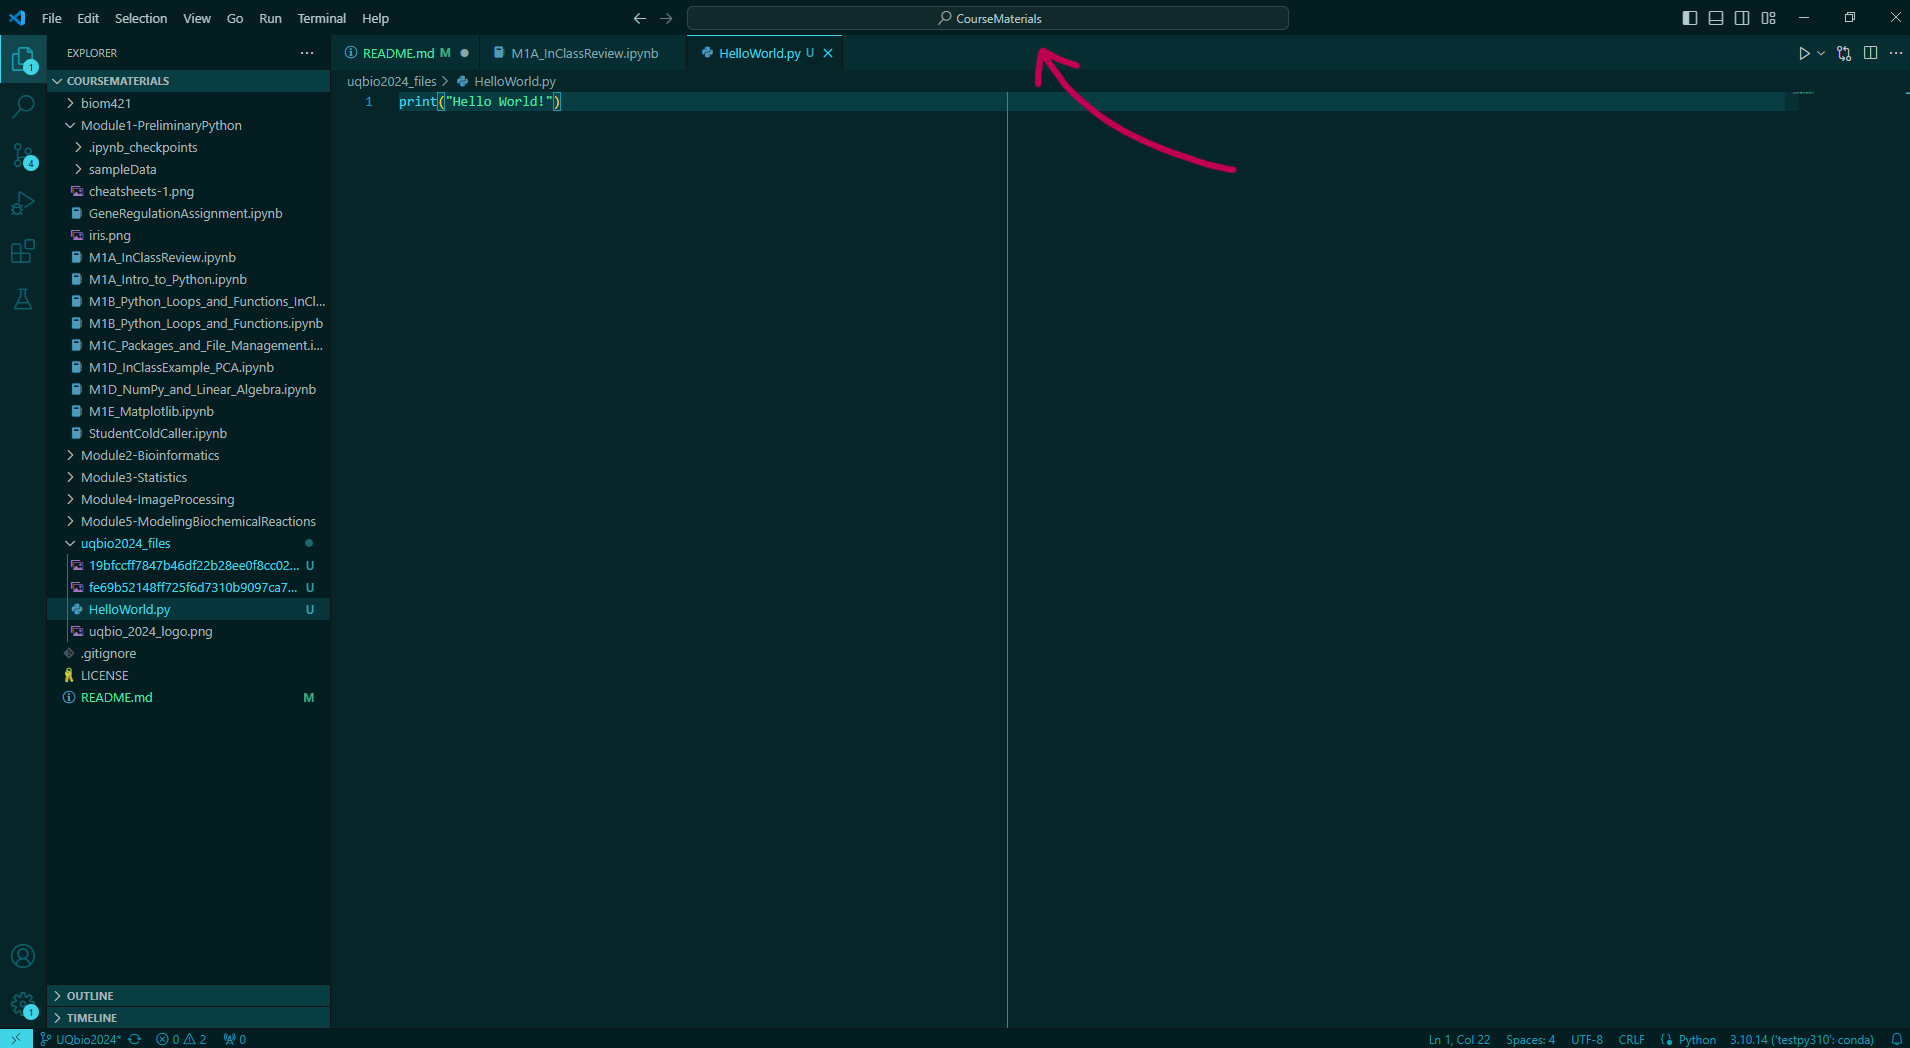 File Edit Selection View Go Run Terminal Help
CourseMaterials
EXPLORER
README.md M
M1A_InClassReview.ipynb
HelloWorld.py U
COURSEMATERIALS
biom421
Module1-PreliminaryPython
.ipynb_checkpoints
sampleData
cheatsheets-1.png
GeneRegulationAssignment.ipynb
iris.png
M1A_InClassReview.ipynb
M1A_Intro_to_Python.ipynb
M1B_Python_Loops_and_Functions_InCl...
M1B_Python_Loops_and_Functions.ipynb
M1C_Packages_and_File_Management.i...
M1D_InClassExample_PCA.ipynb
M1D_NumPy_and_Linear_Algebra.ipynb
M1E_Matplotlib.ipynb
StudentColdCaller.ipynb
Module2-Bioinformatics
Module3-Statistics
Module4-ImageProcessing
Module5-ModelingBiochemicalReactions
uqbio2024_files
19bfccff7847b46df22b28ee0f8cc02... U
fe69b52148ff725f6d7310b9097ca7... U
HelloWorld.py U
uqbio_2024_logo.png
.gitignore
LICENSE
README.md M
OUTLINE
TIMELINE
uqbio2024_files > HelloWorld.py
1 print("Hello World!")
1
4
1
UQbio2024* 0 2 0
Ln 1, Col 22 Spaces: 4 UTF-8 CRLF Python 3.10.14 ('testpy310': conda)